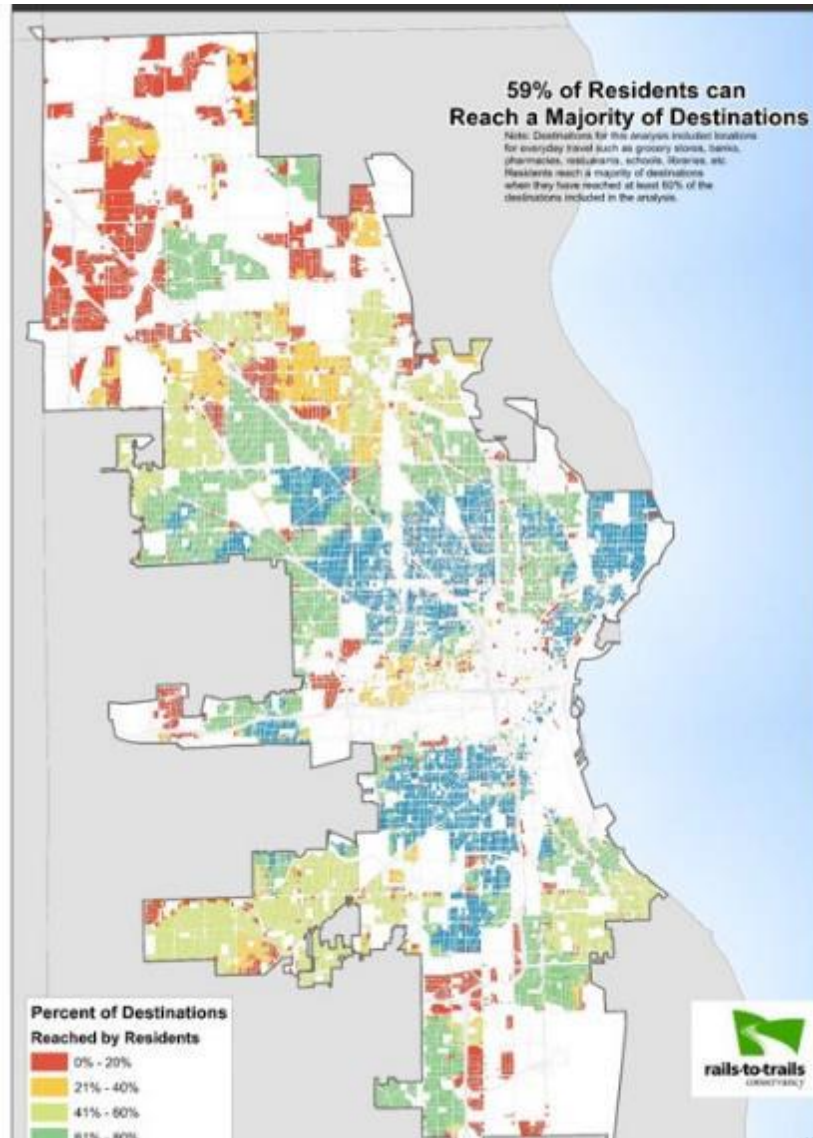 59% of Residents can
Reach a Majority of Destinations
Note: Destinations for this analysis included locations
for everyday travel such as grocery stores, banks,
pharmacies, restaurants, schools, libraries, etc.
Residents reach a majority of destinations
when they have reached at least 60% of the
destinations included in the analysis.
Percent of Destinations
Reached by Residents
0% - 20%
21% - 40%
41% - 60%
61% - 80%
rails-to-trails
conservancy